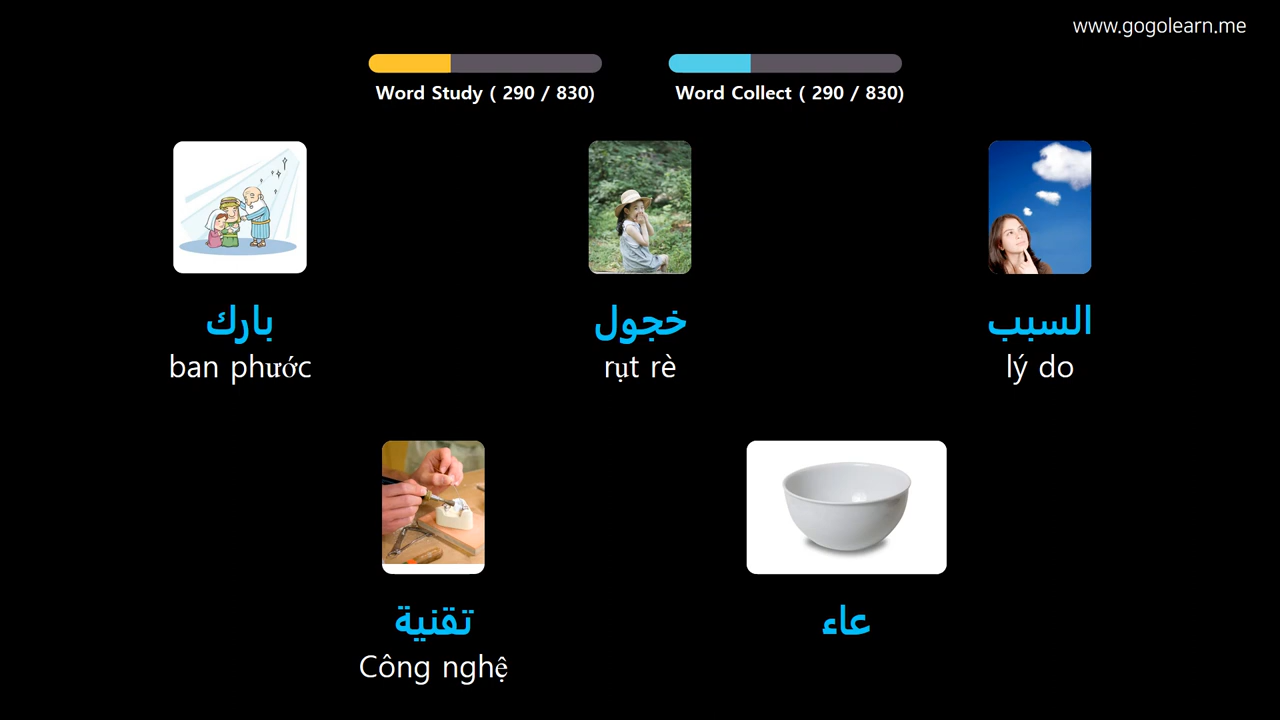 www.gogolearn.me
Word Study ( 290 / 830)
Word Collect ( 290 / 830)
بارك
ban phước
خجول
rụt rè
السبب
lý do
تقنية
Công nghệ
عاء